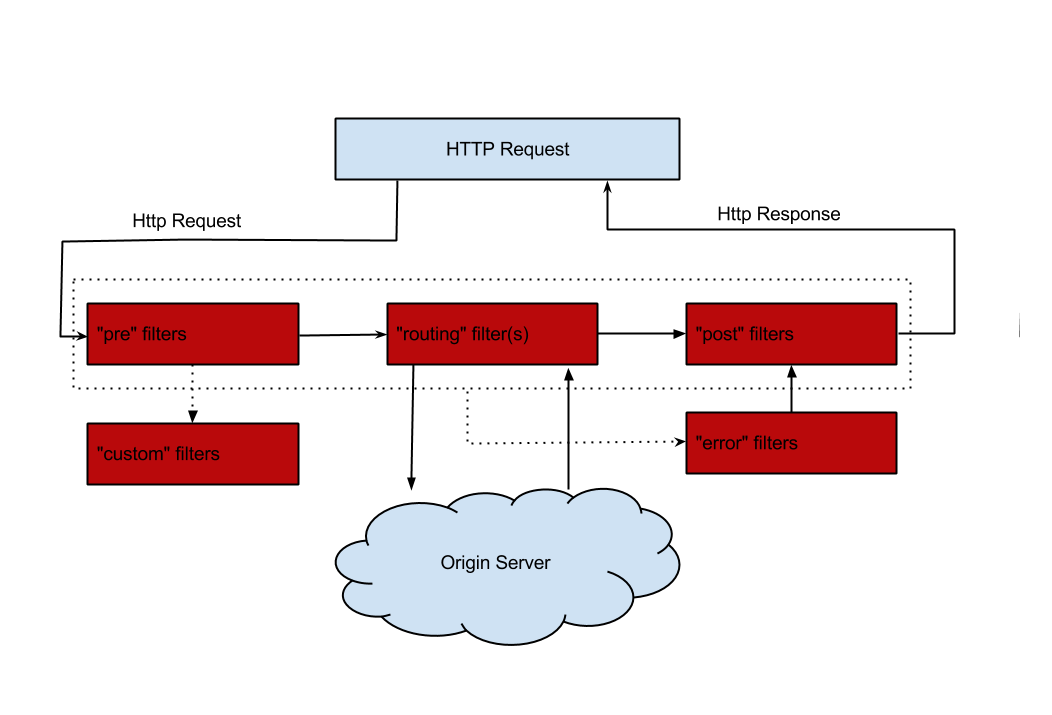 HTTP Request
Http Request
Http Response
"pre" filters
"routing" filter(s)
"post" filters
"custom" filters
"error" filters
Origin Server